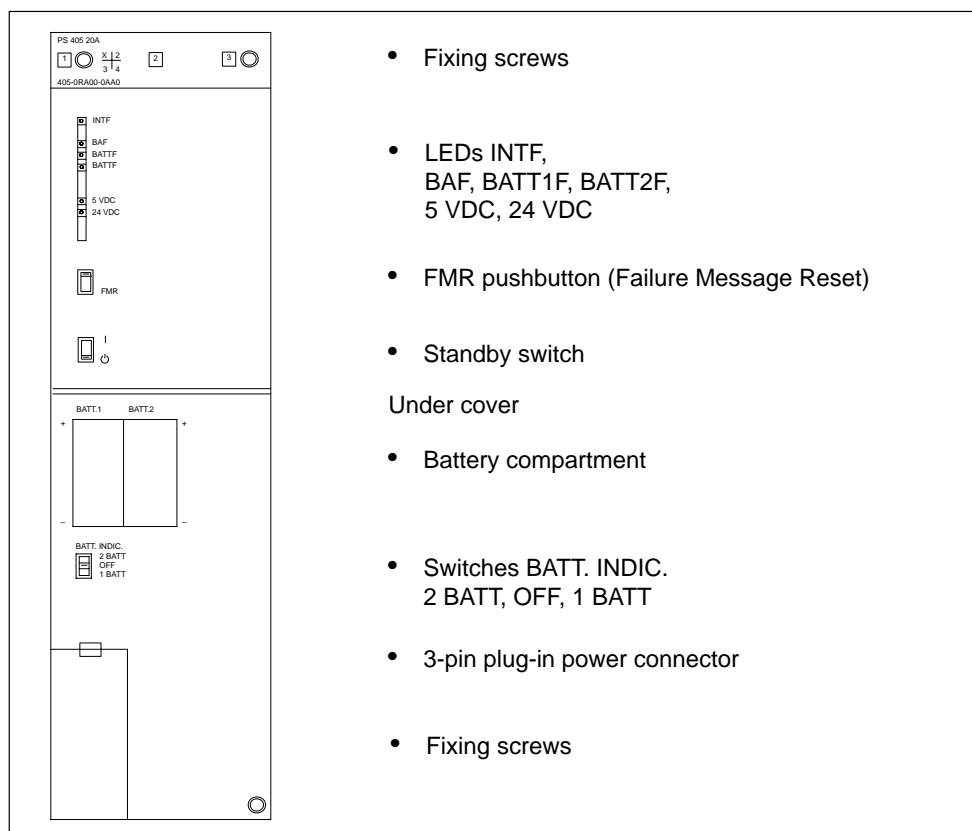 PS 405 20A
1 X 2 3 4 2 3
405-0RA00-0AA0
INTF
BAF
BATTF
BATTF
5 VDC
24 VDC
FMR
I
BATT.1 BATT.2
+ +
– –
BATT. INDIC.
2 BATT
OFF
1 BATT
• Fixing screws
• LEDs INTF,
BAF, BATT1F, BATT2F,
5 VDC, 24 VDC
• FMR pushbutton (Failure Message Reset)
• Standby switch
Under cover
• Battery compartment
• Switches BATT. INDIC.
2 BATT, OFF, 1 BATT
• 3-pin plug-in power connector
• Fixing screws